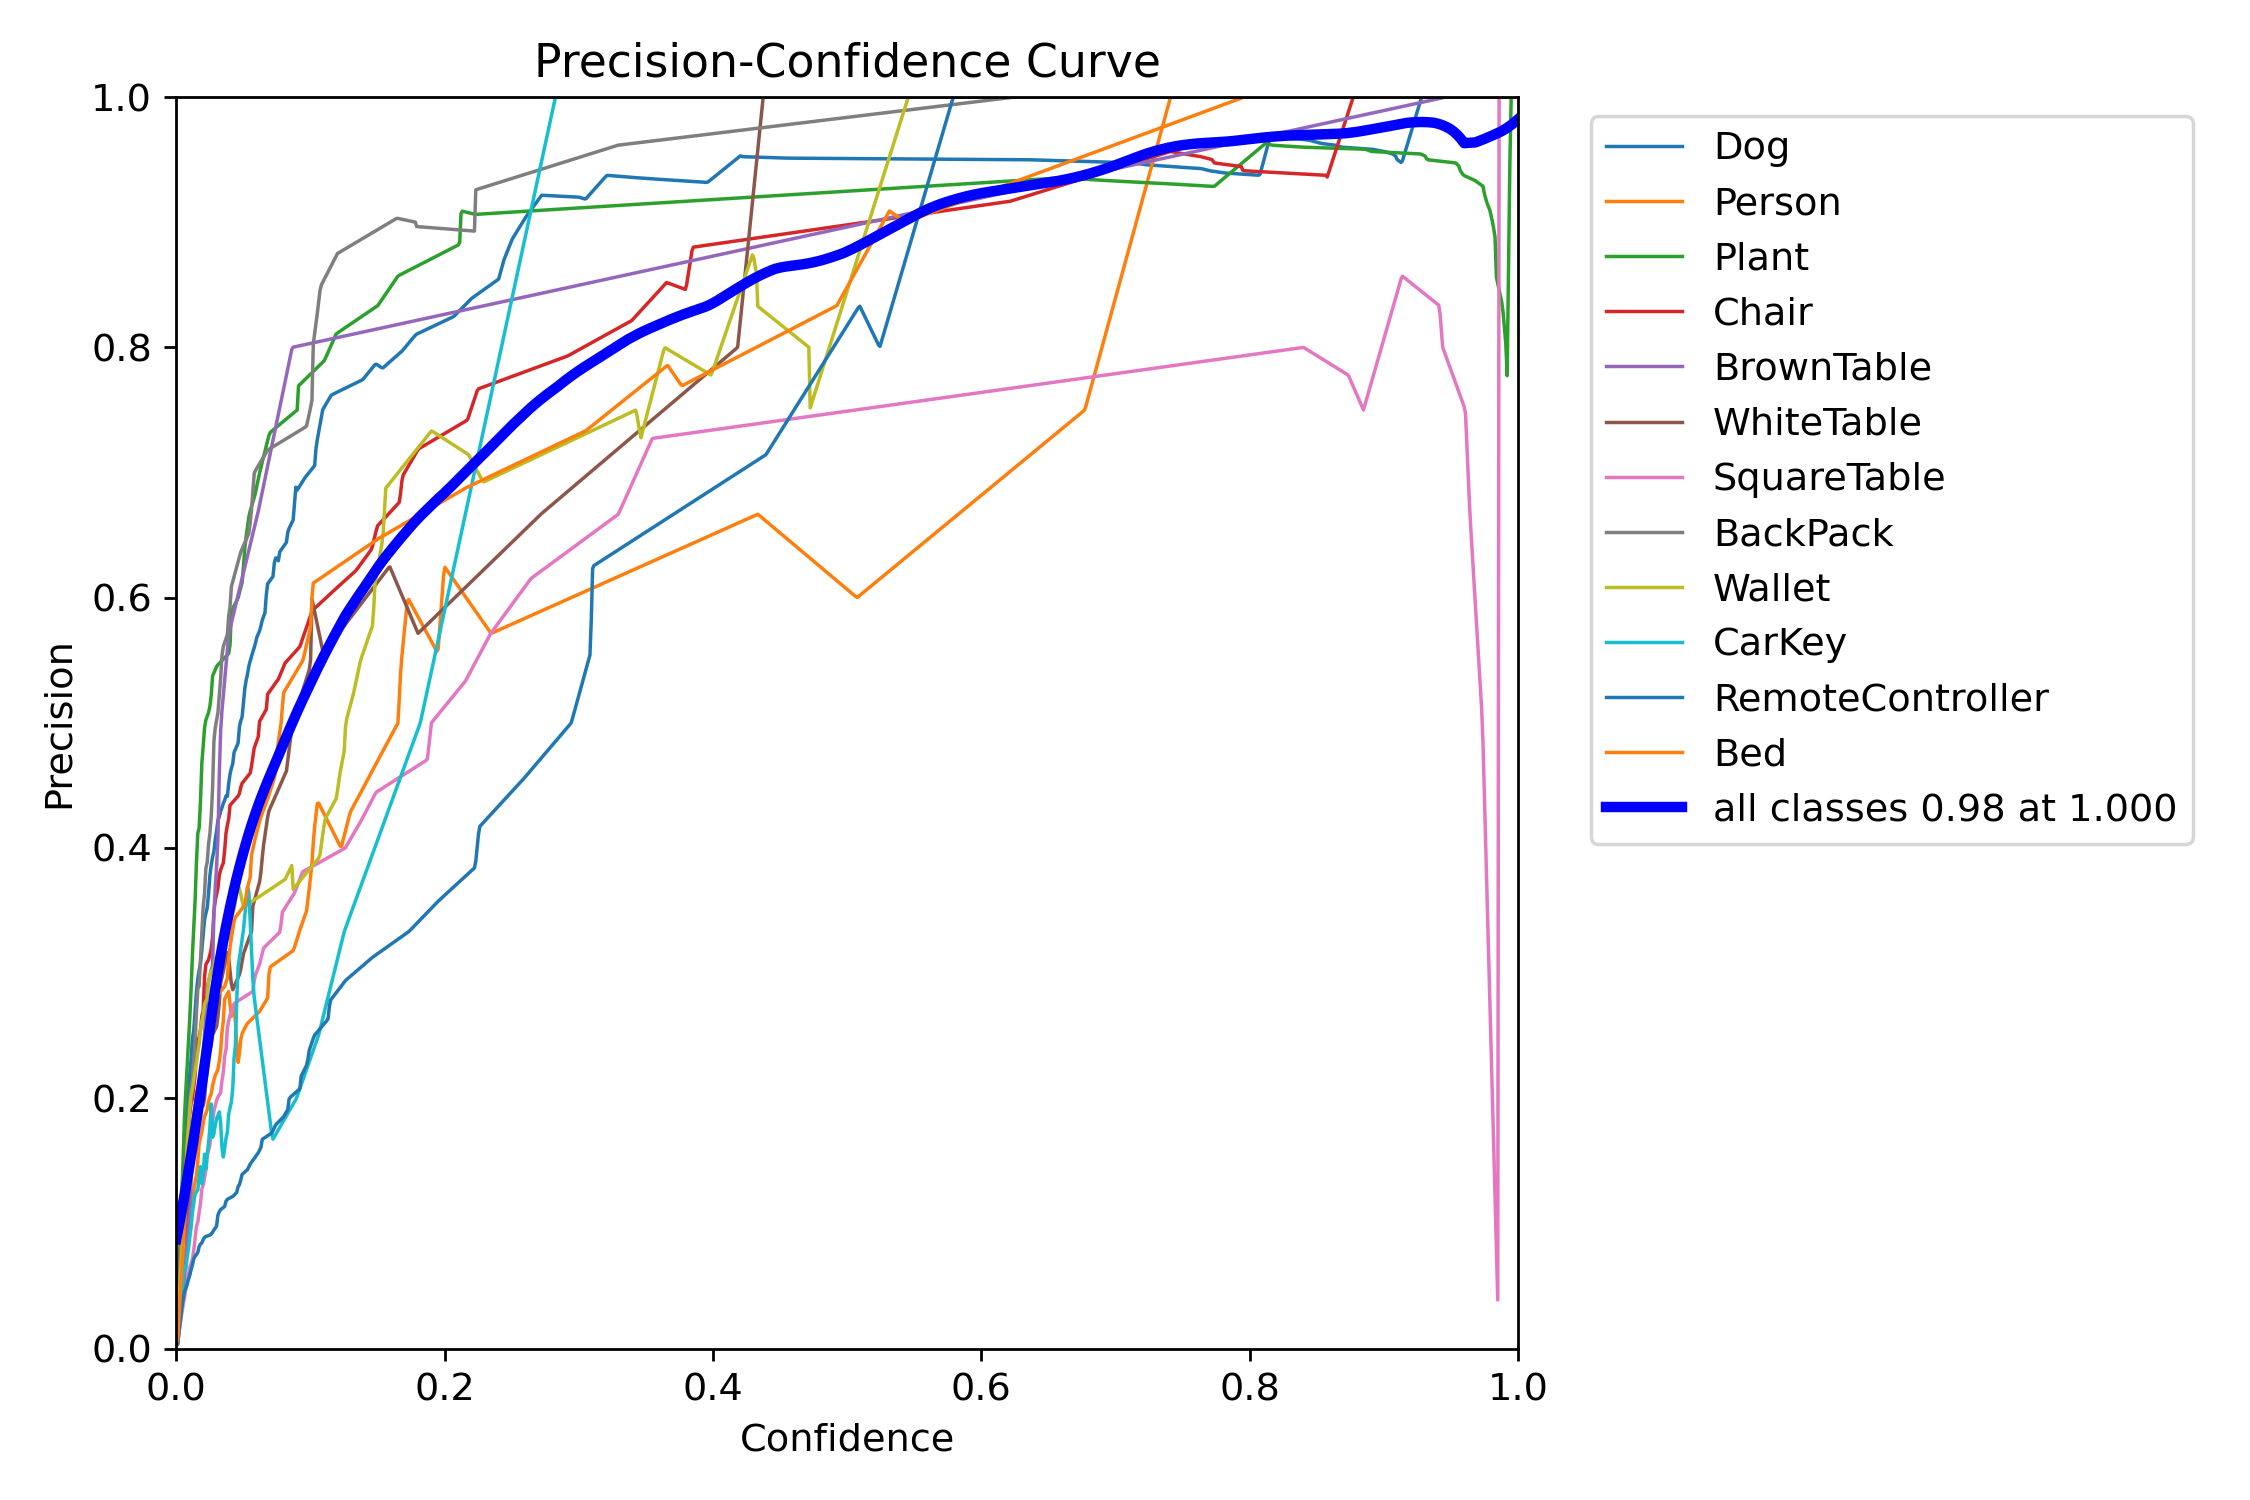 Precision-Confidence Curve
1.0
0.8
0.6
0.4
0.2
0.0
Precision
0.0 0.2 0.4 0.6 0.8 1.0
Confidence
Dog
Person
Plant
Chair
BrownTable
WhiteTable
SquareTable
BackPack
Wallet
CarKey
RemoteController
Bed
all classes 0.98 at 1.000